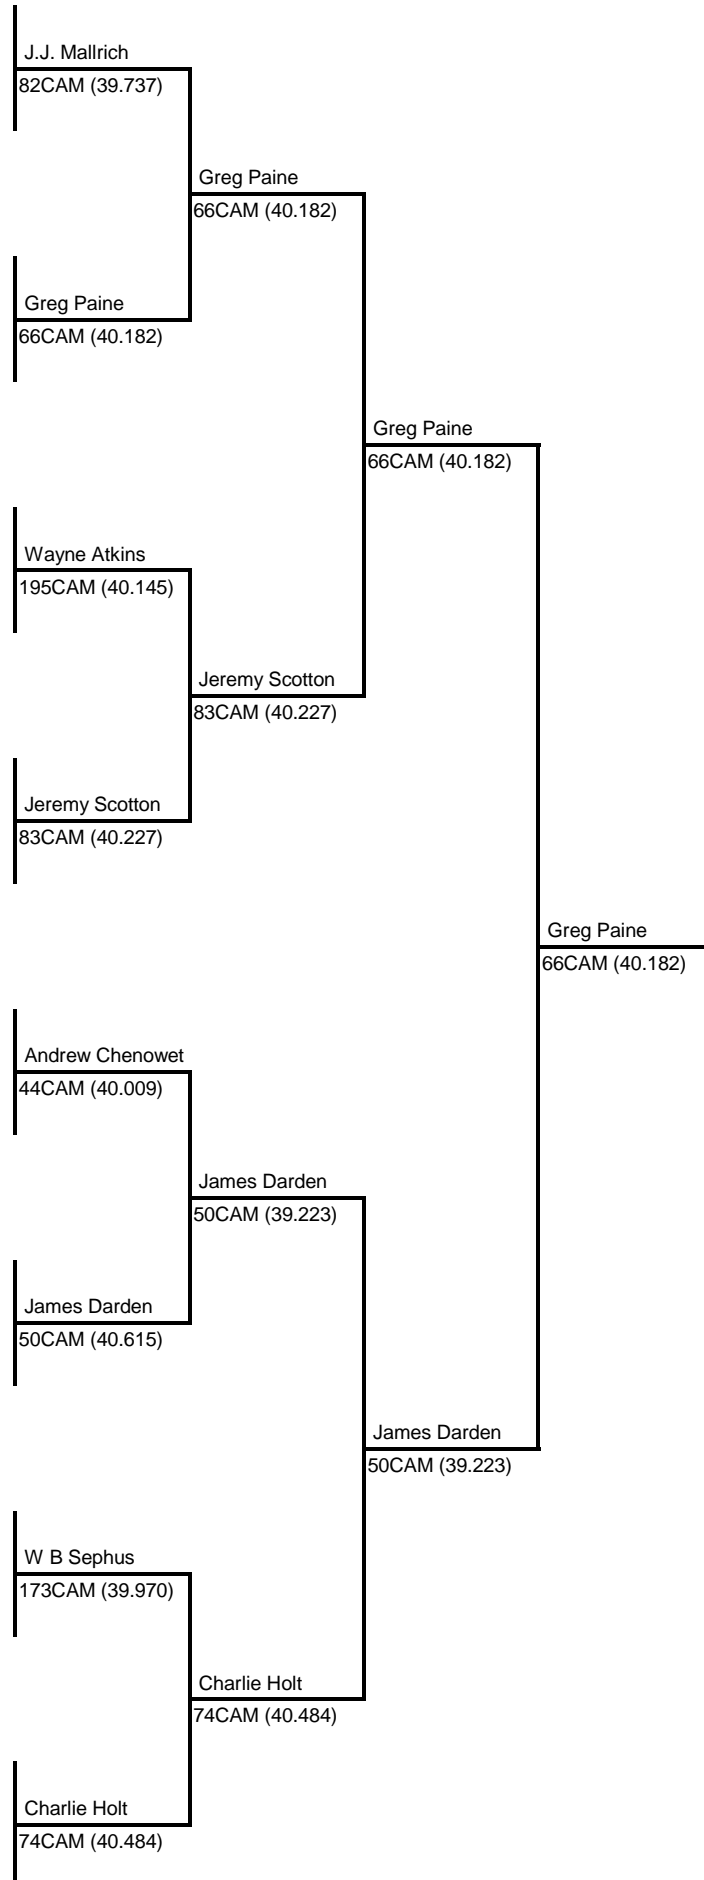 J.J. Mallrich
82CAM (39.737)
Greg Paine
66CAM (40.182)
Greg Paine
66CAM (40.182)
Greg Paine
66CAM (40.182)
Wayne Atkins
195CAM (40.145)
Jeremy Scotton
83CAM (40.227)
Jeremy Scotton
83CAM (40.227)
Greg Paine
66CAM (40.182)
Andrew Chenowet
44CAM (40.009)
James Darden
50CAM (39.223)
James Darden
50CAM (40.615)
James Darden
50CAM (39.223)
W B Sephus
173CAM (39.970)
Charlie Holt
74CAM (40.484)
Charlie Holt
74CAM (40.484)